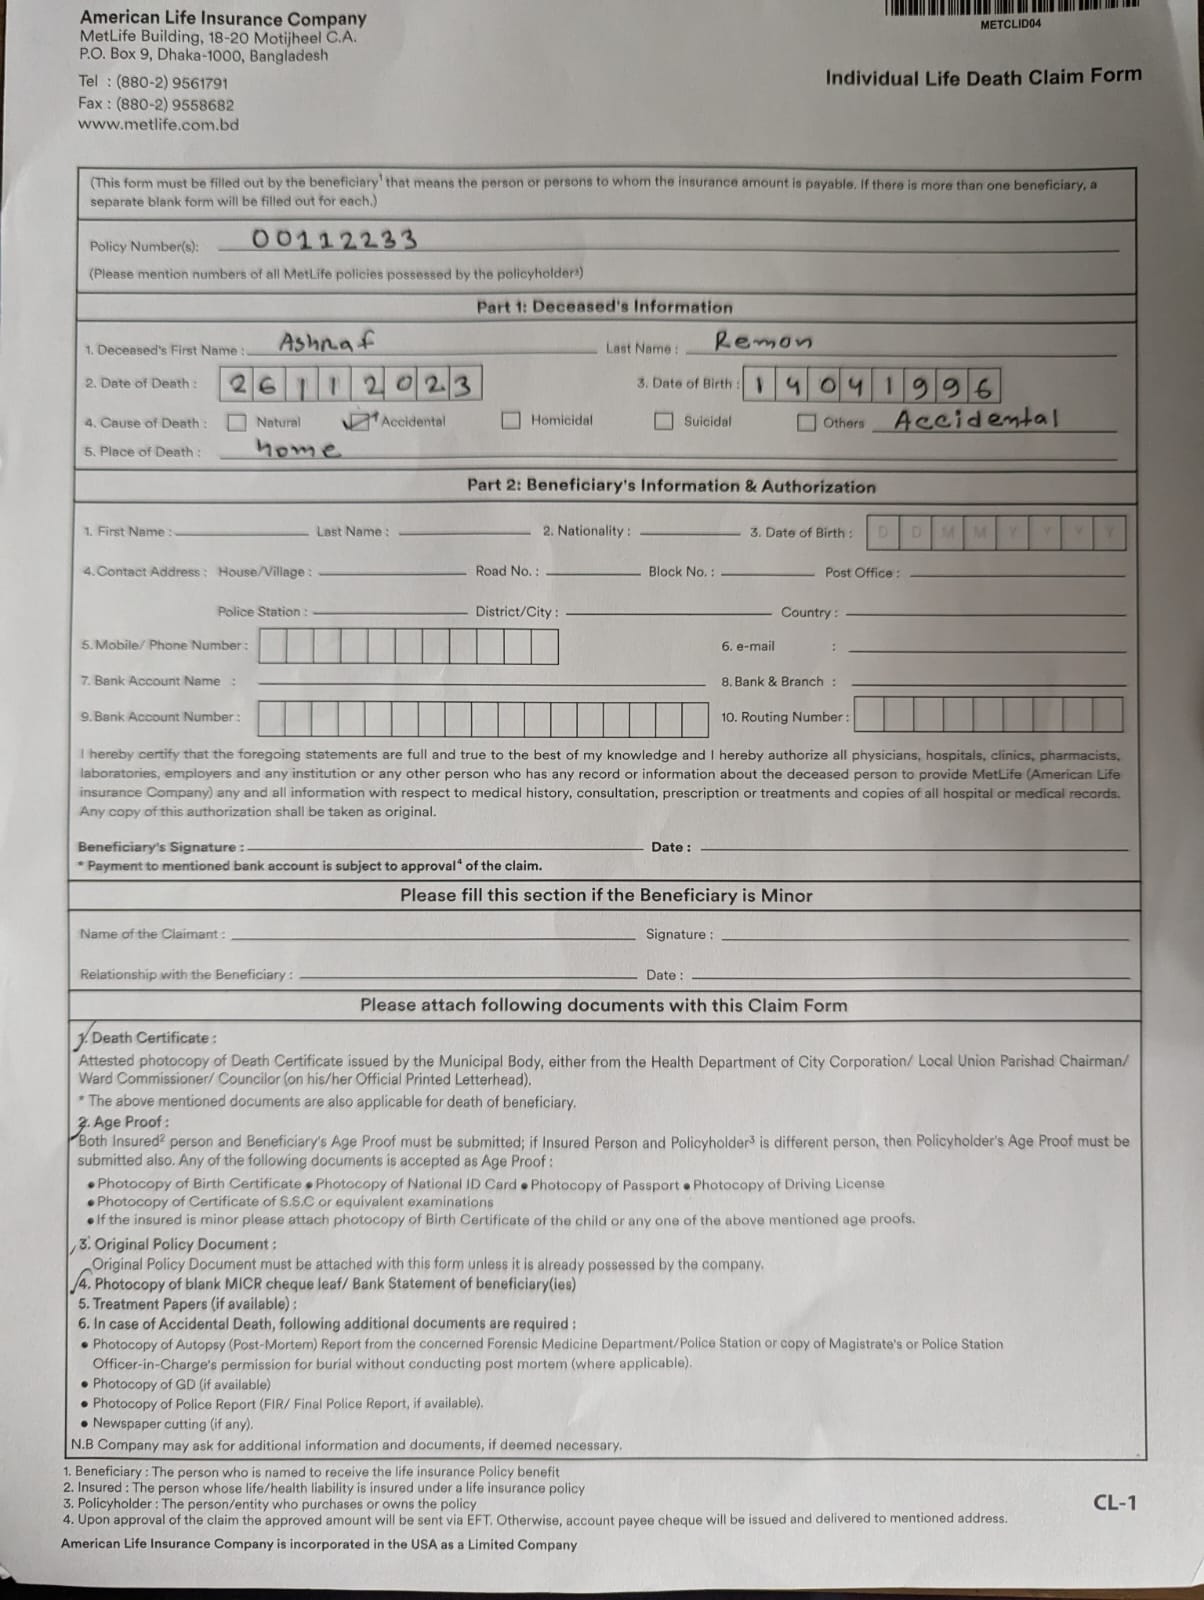 American Life Insurance Company
MetLife Building, 18-20 Motijheel C.A.
P.O. Box 9, Dhaka-1000, Bangladesh
Tel : (880-2) 9561791
Fax : (880-2) 9558682
www.metlife.com.bd
METCLID04
Individual Life Death Claim Form
(This form must be filled out by the beneficiary¹ that means the person or persons to whom the insurance amount is payable. If there is more than one beneficiary, a
separate blank form will be filled out for each.)
Policy Number(s): 00112233
(Please mention numbers of all MetLife policies possessed by the policyholder³)
Part 1: Deceased's Information
1. Deceased's First Name : Ashraf Last Name : Remon
2. Date of Death : 26112023 3. Date of Birth : 14041996
4. Cause of Death : Natural Accidental Homicidal Suicidal Others Accidental
5. Place of Death : home
Part 2: Beneficiary's Information & Authorization
1. First Name : Last Name : 2. Nationality : 3. Date of Birth : D D M M Y Y Y Y
4. Contact Address : House/Village : Road No. : Block No. : Post Office :
Police Station : District/City : Country :
5. Mobile/ Phone Number : 6. e-mail :
7. Bank Account Name : 8. Bank & Branch :
9. Bank Account Number : 10. Routing Number :
I hereby certify that the foregoing statements are full and true to the best of my knowledge and I hereby authorize all physicians, hospitals, clinics, pharmacists,
laboratories, employers and any institution or any other person who has any record or information about the deceased person to provide MetLife (American Life
insurance Company) any and all information with respect to medical history, consultation, prescription or treatments and copies of all hospital or medical records.
Any copy of this authorization shall be taken as original.
Beneficiary's Signature : Date :
* Payment to mentioned bank account is subject to approval⁴ of the claim.
Please fill this section if the Beneficiary is Minor
Name of the Claimant : Signature :
Relationship with the Beneficiary : Date :
Please attach following documents with this Claim Form
1. Death Certificate :
Attested photocopy of Death Certificate issued by the Municipal Body, either from the Health Department of City Corporation/ Local Union Parishad Chairman/
Ward Commissioner/ Councilor (on his/her Official Printed Letterhead).
* The above mentioned documents are also applicable for death of beneficiary.
2. Age Proof :
Both Insured² person and Beneficiary's Age Proof must be submitted; if Insured Person and Policyholder³ is different person, then Policyholder's Age Proof must be
submitted also. Any of the following documents is accepted as Age Proof :
• Photocopy of Birth Certificate • Photocopy of National ID Card • Photocopy of Passport • Photocopy of Driving License
• Photocopy of Certificate of S.S.C or equivalent examinations
• If the insured is minor please attach photocopy of Birth Certificate of the child or any one of the above mentioned age proofs.
3. Original Policy Document :
Original Policy Document must be attached with this form unless it is already possessed by the company.
4. Photocopy of blank MICR cheque leaf/ Bank Statement of beneficiary(ies)
5. Treatment Papers (if available) :
6. In case of Accidental Death, following additional documents are required :
• Photocopy of Autopsy (Post-Mortem) Report from the concerned Forensic Medicine Department/Police Station or copy of Magistrate's or Police Station
Officer-in-Charge's permission for burial without conducting post mortem (where applicable).
• Photocopy of GD (if available)
• Photocopy of Police Report (FIR/ Final Police Report, if available).
• Newspaper cutting (if any).
N.B Company may ask for additional information and documents, if deemed necessary.
1. Beneficiary : The person who is named to receive the life insurance Policy benefit
2. Insured : The person whose life/health liability is insured under a life insurance policy
3. Policyholder : The person/entity who purchases or owns the policy
4. Upon approval of the claim the approved amount will be sent via EFT. Otherwise, account payee cheque will be issued and delivered to mentioned address.
CL-1
American Life Insurance Company is incorporated in the USA as a Limited Company